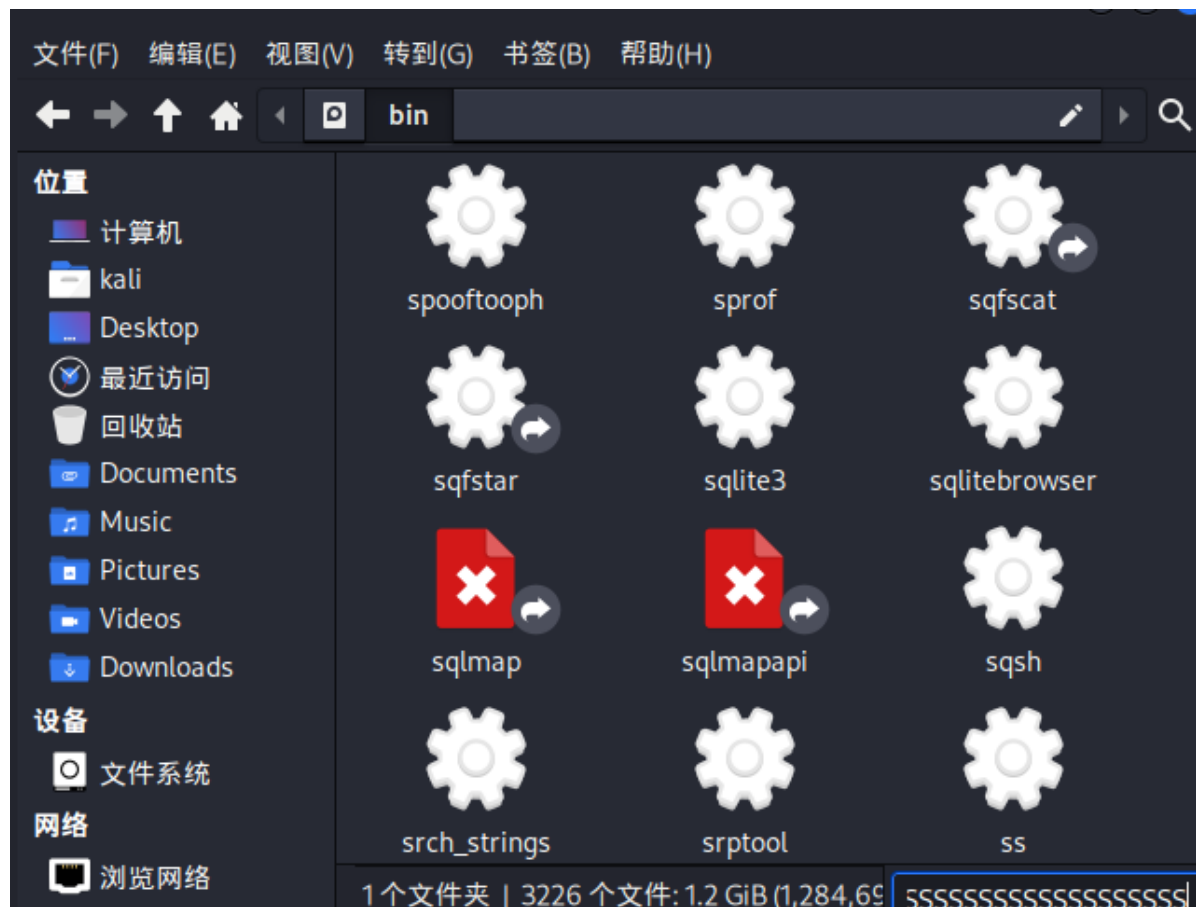 文件(F) 编辑(E) 视图(V) 转到(G) 书签(B) 帮助(H)
bin
位置
计算机
kali
Desktop
最近访问
回收站
Documents
Music
Pictures
Videos
Downloads
设备
文件系统
网络
浏览网络
spooftooph sprof sqfscat
sqfstar sqlite3 sqlitebrowser
sqlmap sqlmapapi sqsh
srch_strings srptool ss
1 个文件夹 | 3226 个文件: 1.2 GiB (1,284,69